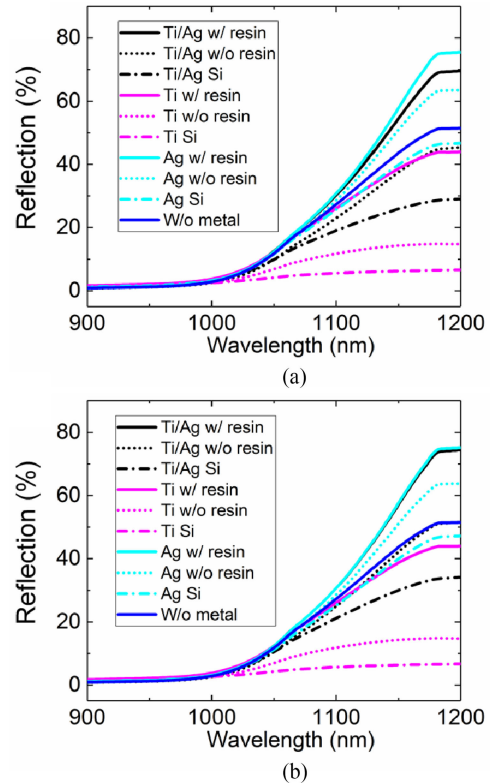 (a)
Reflection (%)
80
60
40
20
0
Ti/Ag w/ resin
Ti/Ag w/o resin
Ti/Ag Si
Ti w/ resin
Ti w/o resin
Ti Si
Ag w/ resin
Ag w/o resin
Ag Si
W/o metal
900 1000 1100 1200
Wavelength (nm)
(a)
Reflection (%)
80
60
40
20
0
Ti/Ag w/ resin
Ti/Ag w/o resin
Ti/Ag Si
Ti w/ resin
Ti w/o resin
Ti Si
Ag w/ resin
Ag w/o resin
Ag Si
W/o metal
900 1000 1100 1200
Wavelength (nm)
(b)